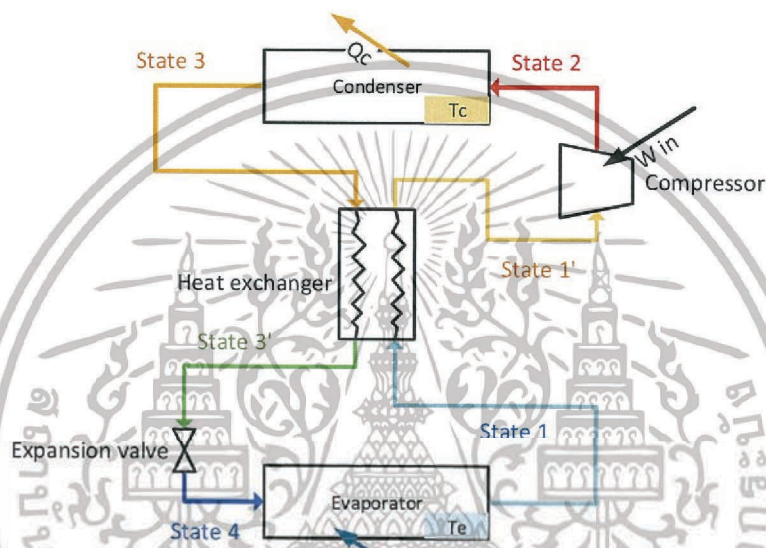 Qc
State 3
State 2
Condenser
Tc
W in
Compressor
Heat exchanger
State 1'
State 3'
State 1
Expansion valve
Evaporator
Te
State 4